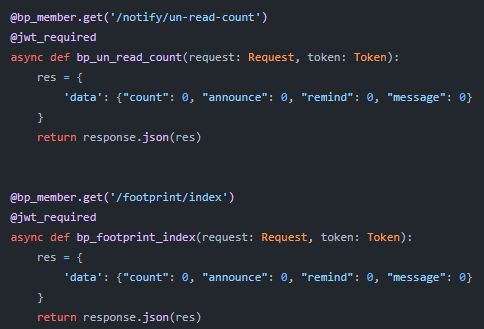 @bp_member.get('/notify/un-read-count')
@jwt_required
async def bp_un_read_count(request: Request, token: Token):
    res = {
        'data': {"count": 0, "announce": 0, "remind": 0, "message": 0}
    }
    return response.json(res)
@bp_member.get('/footprint/index')
@jwt_required
async def bp_footprint_index(request: Request, token: Token):
    res = {
        'data': {"count": 0, "announce": 0, "remind": 0, "message": 0}
    }
    return response.json(res)